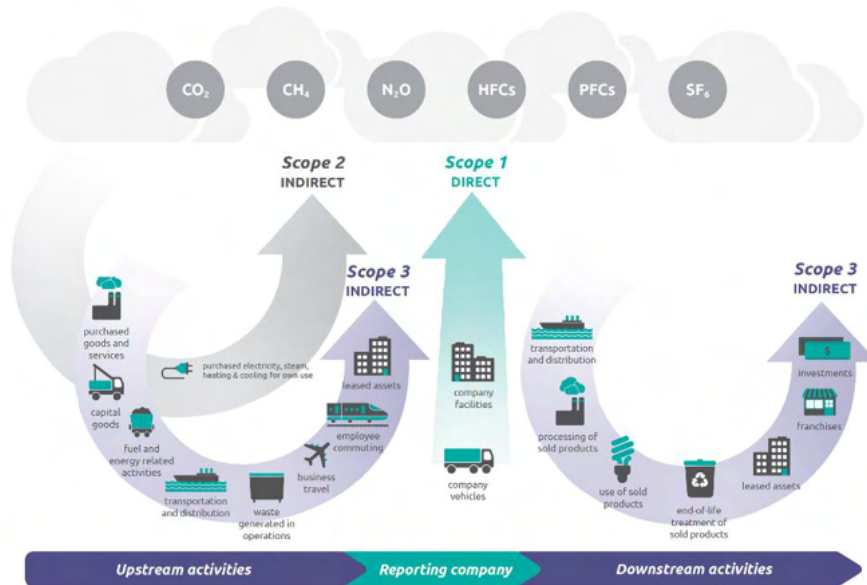 CO₂
CH₄
N₂O
HFCs
PFCs
SF₆
Scope 2
INDIRECT
Scope 1
DIRECT
Scope 3
INDIRECT
Scope 3
INDIRECT
purchased
goods and
services
capital
goods
fuel and
energy related
activities
transportation
and distribution
waste
generated in
operations
business
travel
employee
commuting
leased assets
purchased electricity, steam,
heating & cooling for own use
company
facilities
company
vehicles
transportation
and distribution
processing of
sold products
use of sold
products
end-of-life
treatment of
sold products
leased assets
franchises
$
investments
Upstream activities
Reporting company
Downstream activities